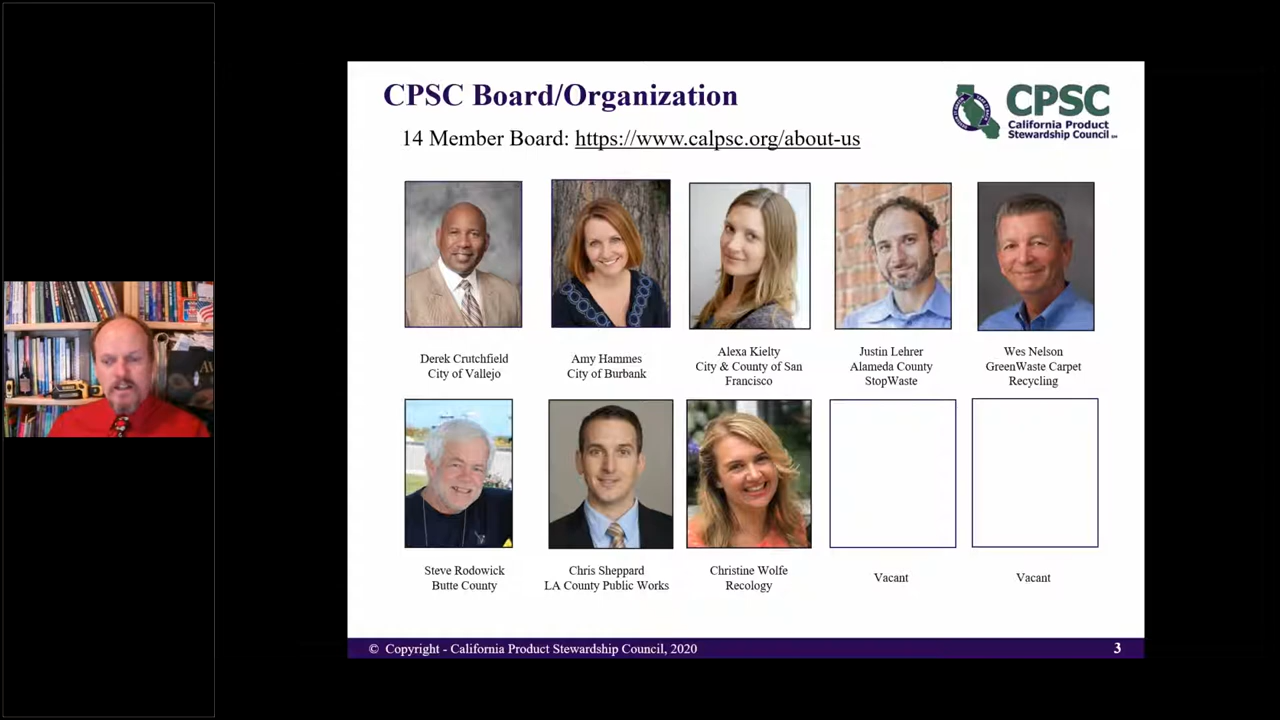 CPSC Board/Organization
CPSC
California Product
Stewardship Council
14 Member Board: https://www.calpsc.org/about-us
Derek Crutchfield
City of Vallejo
Amy Hammes
City of Burbank
Alexa Kielty
City & County of San
Francisco
Justin Lehrer
Alameda County
StopWaste
Wes Nelson
GreenWaste Carpet
Recycling
Steve Rodowick
Butte County
Chris Sheppard
LA County Public Works
Christine Wolfe
Recology
Vacant
Vacant
© Copyright - California Product Stewardship Council, 2020
3